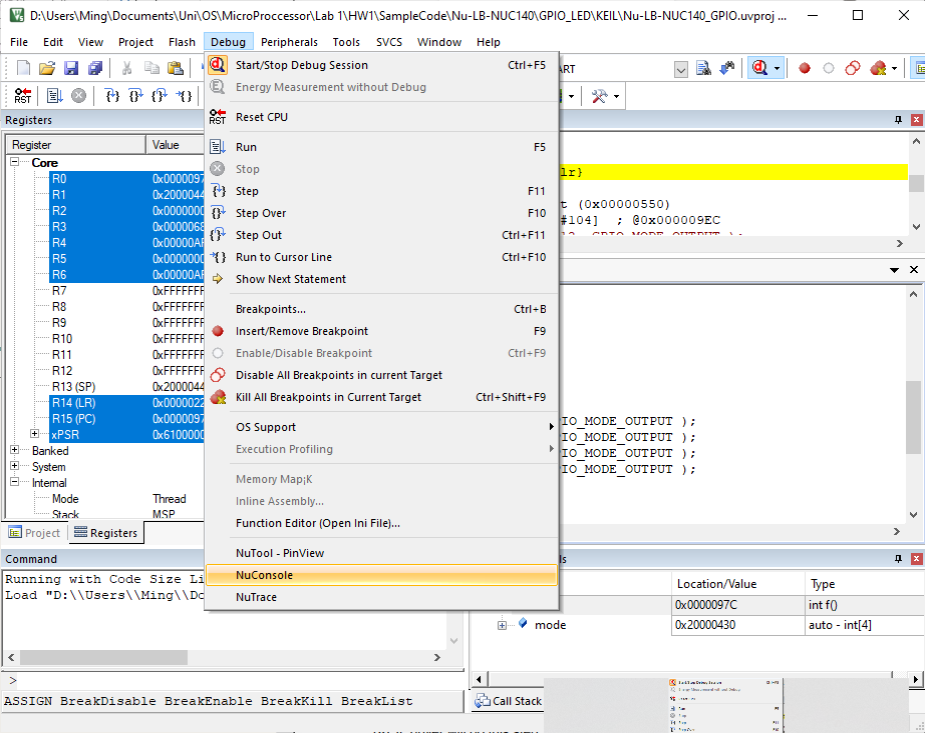 D:\Users\Ming\Documents\Uni\OS\MicroProccessor\Lab 1\HW1\SampleCode\Nu-LB-NUC140\GPIO_LED\KEIL\Nu-LB-NUC140_GPIO.uvproj ...
File Edit View Project Flash Debug Peripherals Tools SVCS Window Help
Start/Stop Debug Session Ctrl+F5
Energy Measurement without Debug
Reset CPU
Run F5
Stop
Step F11
Step Over F10
Step Out Ctrl+F11
Run to Cursor Line Ctrl+F10
Show Next Statement
Breakpoints... Ctrl+B
Insert/Remove Breakpoint F9
Enable/Disable Breakpoint Ctrl+F9
Disable All Breakpoints in current Target
Kill All Breakpoints in Current Target Ctrl+Shift+F9
OS Support
Execution Profiling
Memory Map;K
Inline Assembly...
Function Editor (Open Ini File)...
NuTool - PinView
NuConsole
NuTrace
RST
Registers
Register Value
Core
R0 0x0000097
R1 0x2000044
R2 0x0000000
R3 0x0000068
R4 0x00000AF
R5 0x0000000
R6 0x00000AF
R7 0xFFFFFFF
R8 0xFFFFFFF
R9 0xFFFFFFF
R10 0xFFFFFFF
R11 0xFFFFFFF
R12 0xFFFFFFF
R13 (SP) 0x2000044
R14 (LR) 0x0000022
R15 (PC) 0x0000097
xPSR 0x6100000
Banked
System
Internal
Mode Thread
Stack MSP
Project Registers
ART
lr}
t (0x00000550)
#104] ; @0x000009EC
GPIO_MODE_OUTPUT );
IO_MODE_OUTPUT );
IO_MODE_OUTPUT );
IO_MODE_OUTPUT );
PIO_MODE_OUTPUT );
Command
Running with Code Size Li
Load "D:\\Users\\Ming\\Do
>
ASSIGN BreakDisable BreakEnable BreakKill BreakList
ls
Location/Value Type
0x0000097C int f()
mode 0x20000430 auto - int[4]
Call Stack